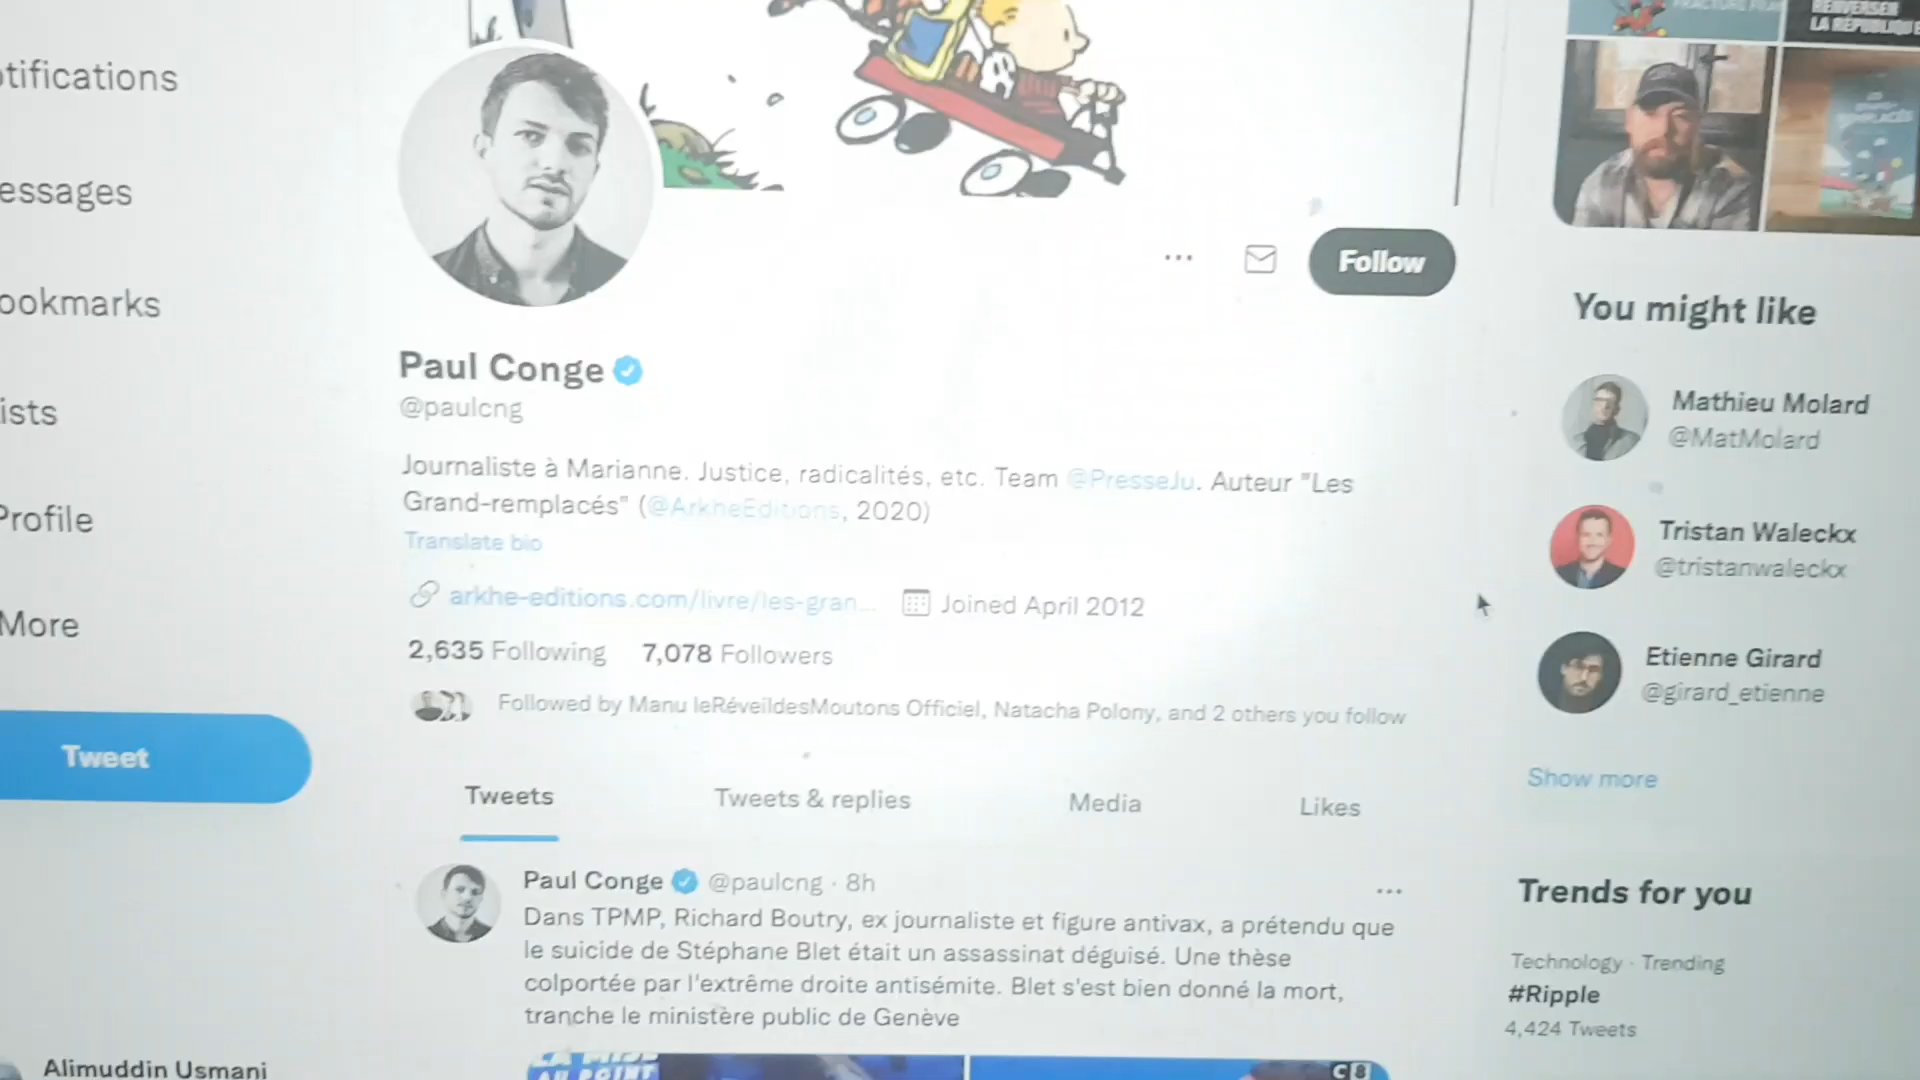 tifications
essages
ookmarks
ists
Profile
More
Tweet
Alimuddin Usmani
Follow
Paul Conge
@paulcng
Journaliste à Marianne. Justice, radicalités, etc. Team @PresseJu. Auteur "Les
Grand-remplacés" (@ArkheEditions, 2020)
Translate bio
arkhe-editions.com/livre/les-gran...
Joined April 2012
2,635 Following 7,078 Followers
Followed by Manu leRéveildesMoutons Officiel, Natacha Polony, and 2 others you follow
Tweets Tweets & replies Media Likes
Paul Conge @paulcng · 8h
Dans TPMP, Richard Boutry, ex journaliste et figure antivax, a prétendu que
le suicide de Stéphane Blet était un assassinat déguisé. Une thèse
colportée par l'extrême droite antisémite. Blet s'est bien donné la mort,
tranche le ministère public de Genève
AU POINT
C8
RENVERSER
LA RÉPUBLIQUE
You might like
Mathieu Molard
@MatMolard
Tristan Waleckx
@tristanwaleckx
Etienne Girard
@girard_etienne
Show more
Trends for you
Technology · Trending
#Ripple
4,424 Tweets